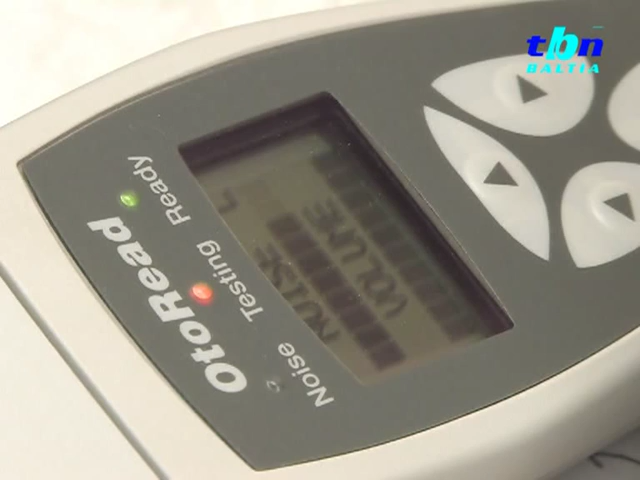 tbn
BALTIA
OtoRead
Noise Testing Ready
NOISE L
VOLUME